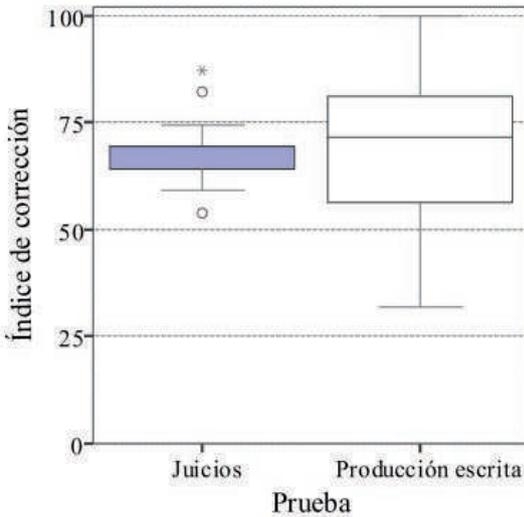 100
75
50
25
0
Índice de corrección
Juicios
Producción escrita
Prueba